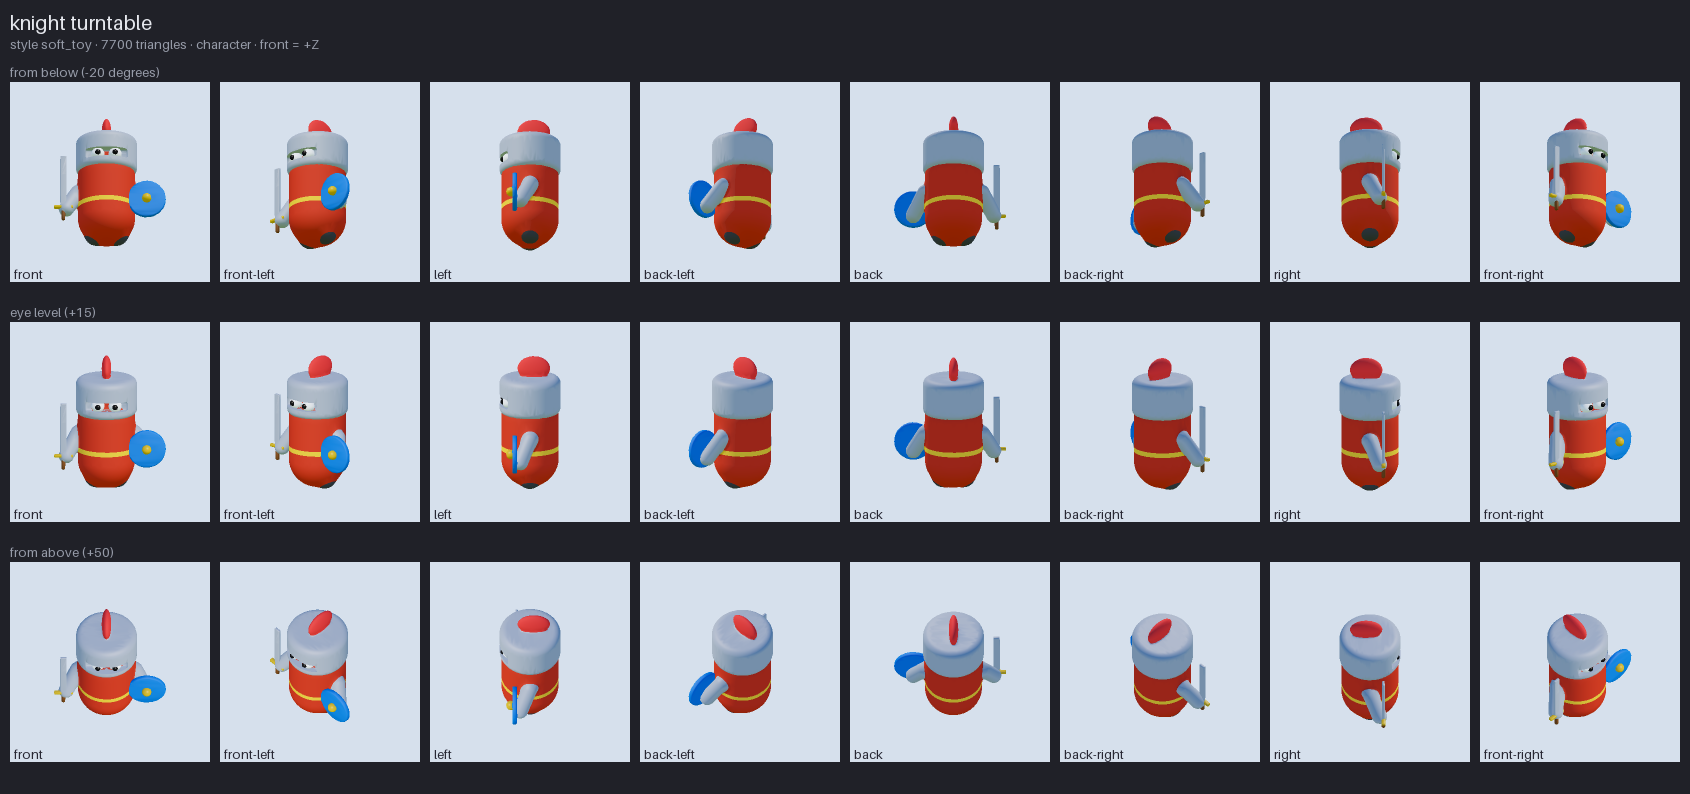 knight turntable
style soft_toy · 7700 triangles · character · front = +Z
from below (-20 degrees)
front
front-left
left
back-left
back
back-right
right
front-right
eye level (+15)
front
front-left
left
back-left
back
back-right
right
front-right
from above (+50)
front
front-left
left
back-left
back
back-right
right
front-right